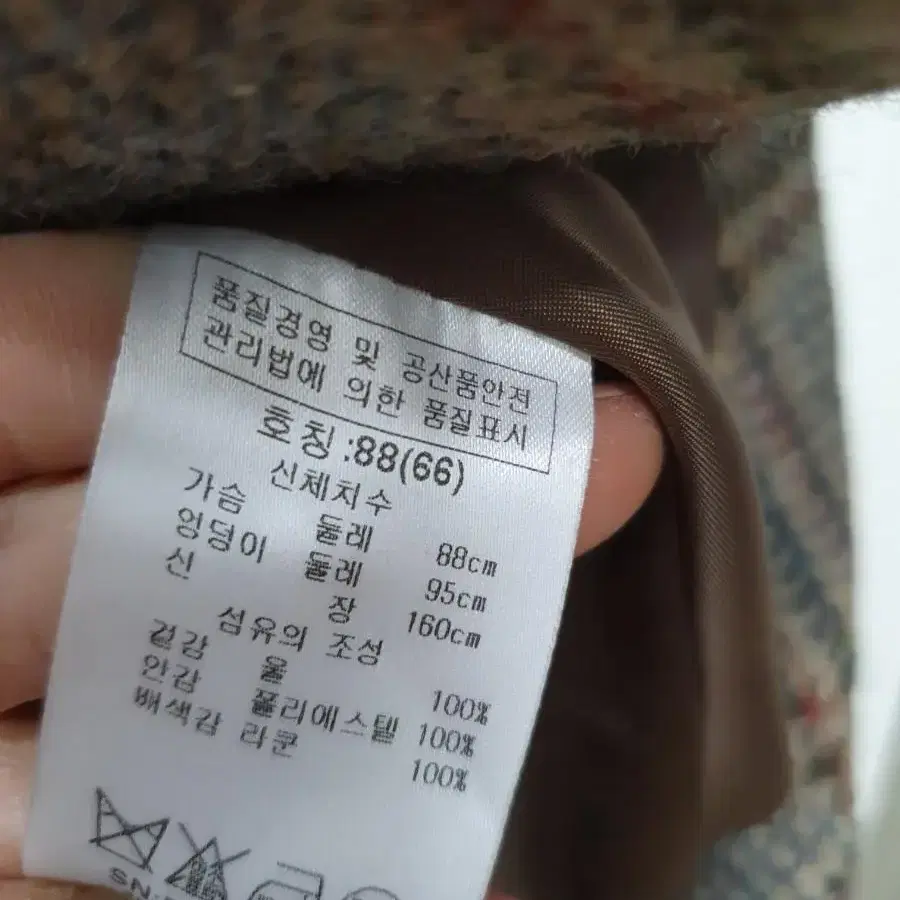 품질경영 및 공산품안전
관리법에 의한 품질표시
호칭 :88(66)
신체치수
가슴 둘레 88cm
엉덩이 둘레 95cm
신 장 160cm
섬유의 조성
겉감 울 100%
안감 폴리에스텔 100%
배색감 라쿤 100%